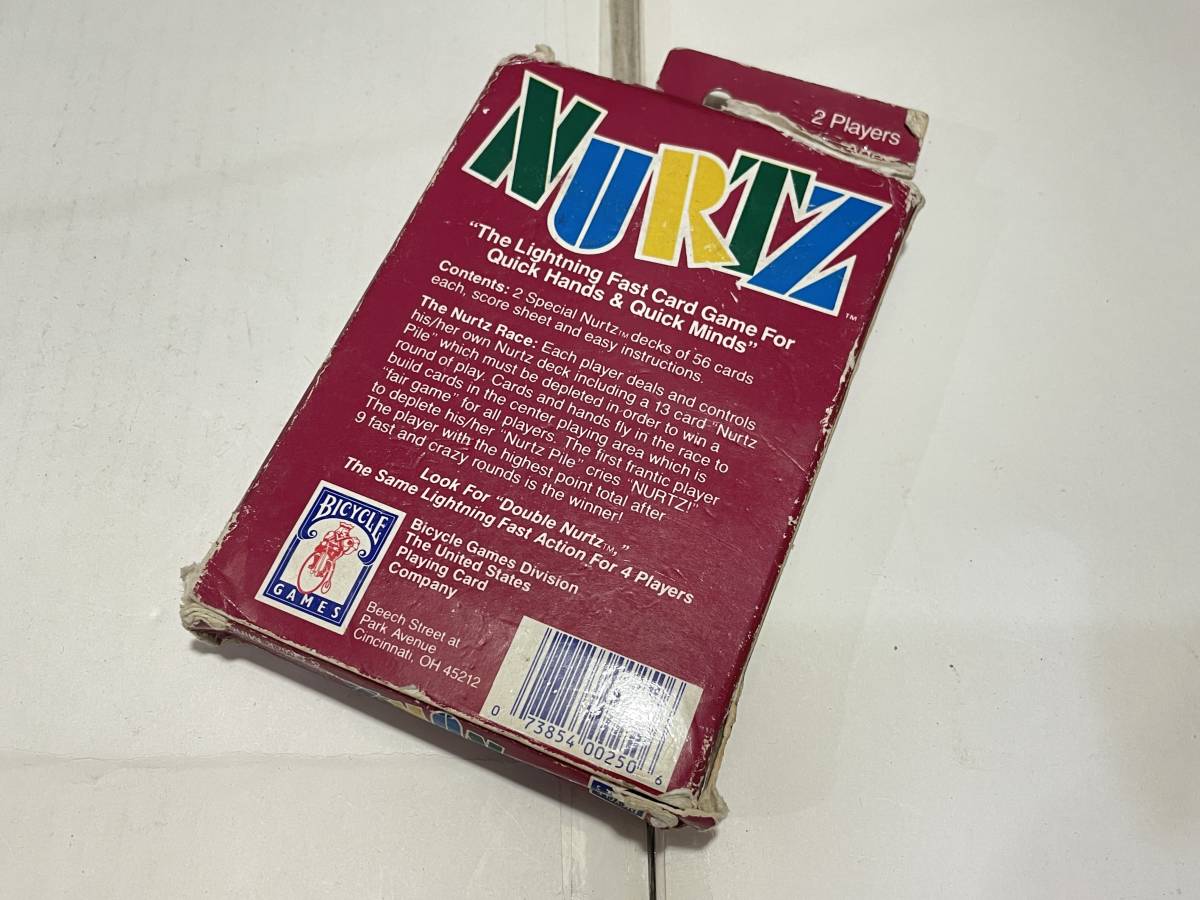 2 Players
NURTZ
TM
"The Lightning Fast Card Game For
Quick Hands & Quick Minds"
Contents: 2 Special Nurtz™ decks of 56 cards
each, score sheet and easy instructions.
The Nurtz Race: Each player deals and controls
his/her own Nurtz deck including a 13 card "Nurtz
Pile" which must be depleted in order to win a
round of play. Cards and hands fly in the race to
build cards in the center playing area which is
"fair game" for all players. The first frantic player
to deplete his/her "Nurtz Pile" cries "NURTZ!"
The player with the highest point total after
9 fast and crazy rounds is the winner!
Look For "Double Nurtz™,"
The Same Lightning Fast Action For 4 Players
BICYCLE
GAMES
Bicycle Games Division
The United States
Playing Card
Company
Beech Street at
Park Avenue
Cincinnati, OH 45212
0 73854 00250 6